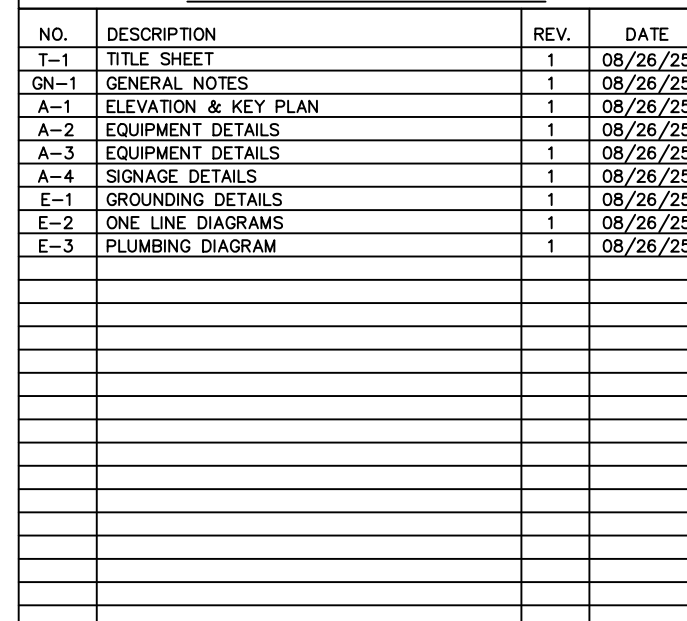 NO. DESCRIPTION REV. DATE
T-1 TITLE SHEET 1 08/26/25
GN-1 GENERAL NOTES 1 08/26/25
A-1 ELEVATION & KEY PLAN 1 08/26/25
A-2 EQUIPMENT DETAILS 1 08/26/25
A-3 EQUIPMENT DETAILS 1 08/26/25
A-4 SIGNAGE DETAILS 1 08/26/25
E-1 GROUNDING DETAILS 1 08/26/25
E-2 ONE LINE DIAGRAMS 1 08/26/25
E-3 PLUMBING DIAGRAM 1 08/26/25